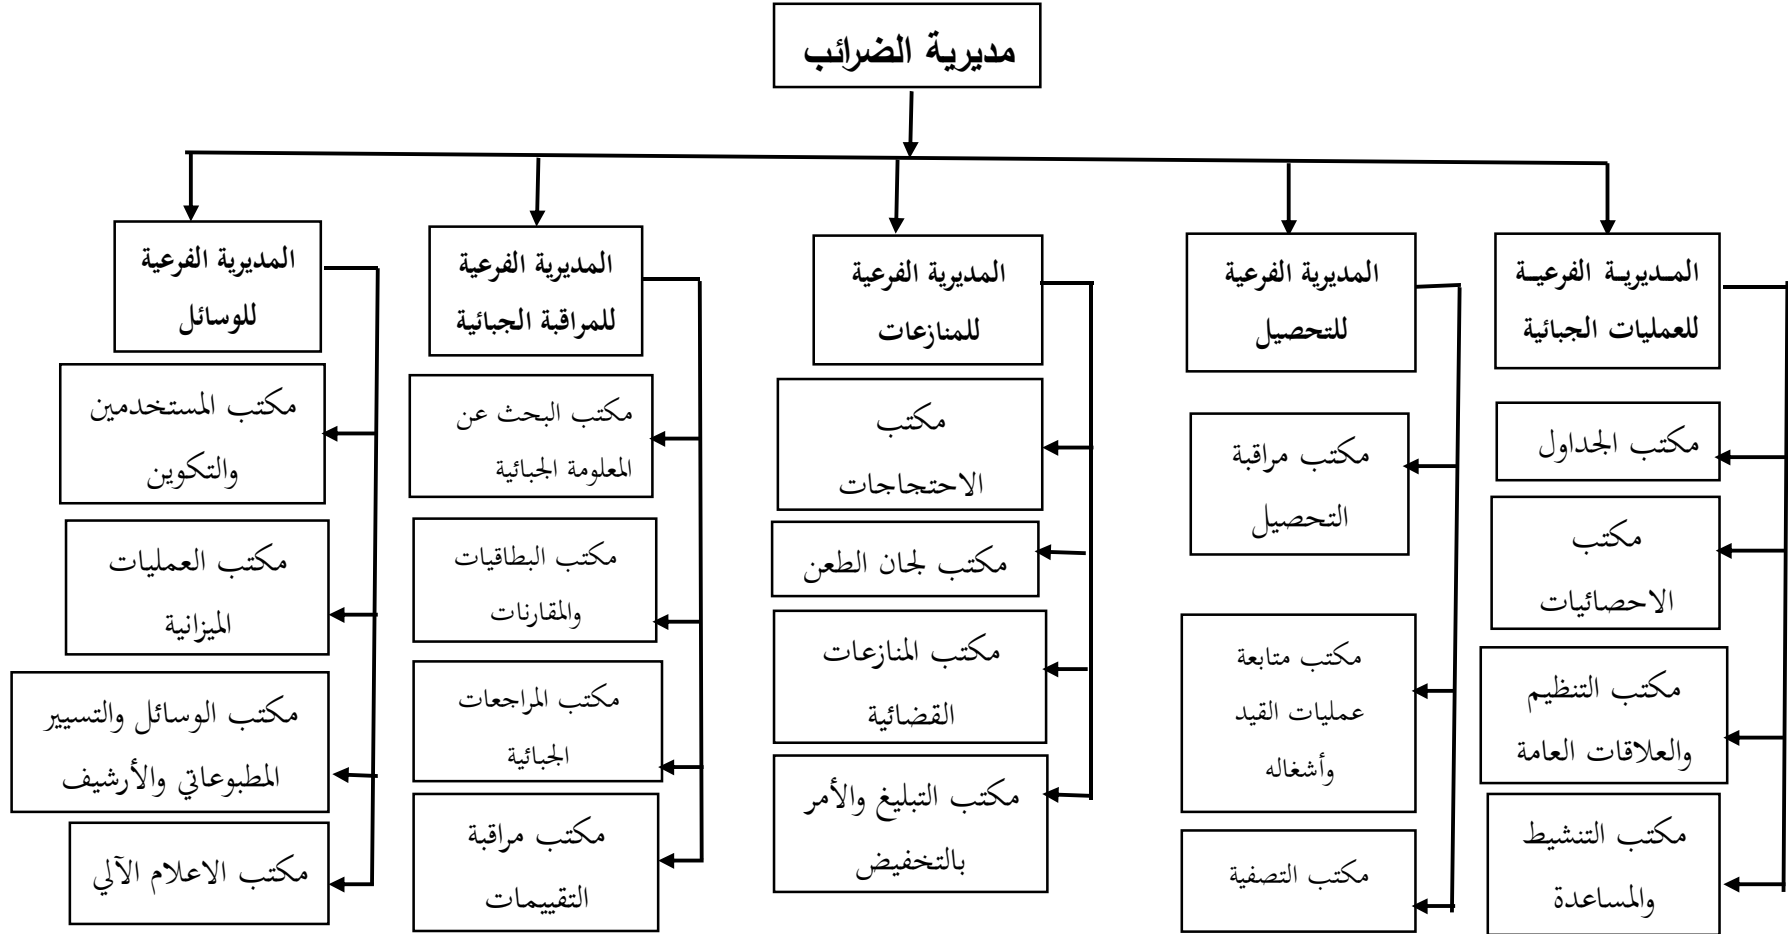 مديرية الضرائب
المـديريـة الفرعيـة
للعمليات الجبائية
المديرية الفرعية
للتحصيل
المديرية الفرعية
للمنازعات
المديرية الفرعية
للمراقبة الجبائية
المديرية الفرعية
للوسائل
مكتب الجداول
مكتب
الاحصائيات
مكتب التنظيم
والعلاقات العامة
مكتب التنشيط
والمساعدة
مكتب مراقبة
التحصيل
مكتب متابعة
عمليات القيد
وأشغاله
مكتب التصفية
مكتب
الاحتجاجات
مكتب لجان الطعن
مكتب المنازعات
القضائية
مكتب التبليغ والأمر
بالتخفيض
مكتب البحث عن
المعلومة الجبائية
مكتب البطاقيات
والمقارنات
مكتب المراجعات
الجبائية
مكتب مراقبة
التقييمات
مكتب المستخدمين
والتكوين
مكتب العمليات
الميزانية
مكتب الوسائل والتسيير
المطبوعاتي والأرشيف
مكتب الاعلام الآلي